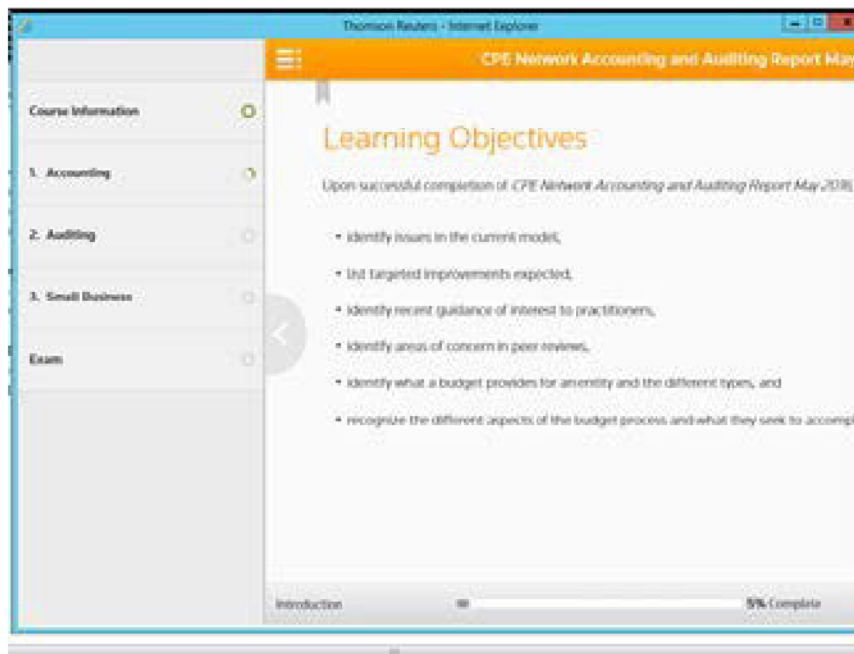 Thomson Reuters - Internet Explorer
CPE Network Accounting and Auditing Report May
Course Information
1. Accounting
2. Auditing
3. Small Business
Exam
Learning Objectives
Upon successful completion of CPE Network Accounting and Auditing Report May 2018,
• identify issues in the current model,
• list targeted improvements expected,
• identify recent guidance of interest to practitioners,
• identify areas of concern in peer reviews,
• identify what a budget provides for an entity and the different types, and
• recognize the different aspects of the budget process and what they seek to accompl
Introduction
5% Complete